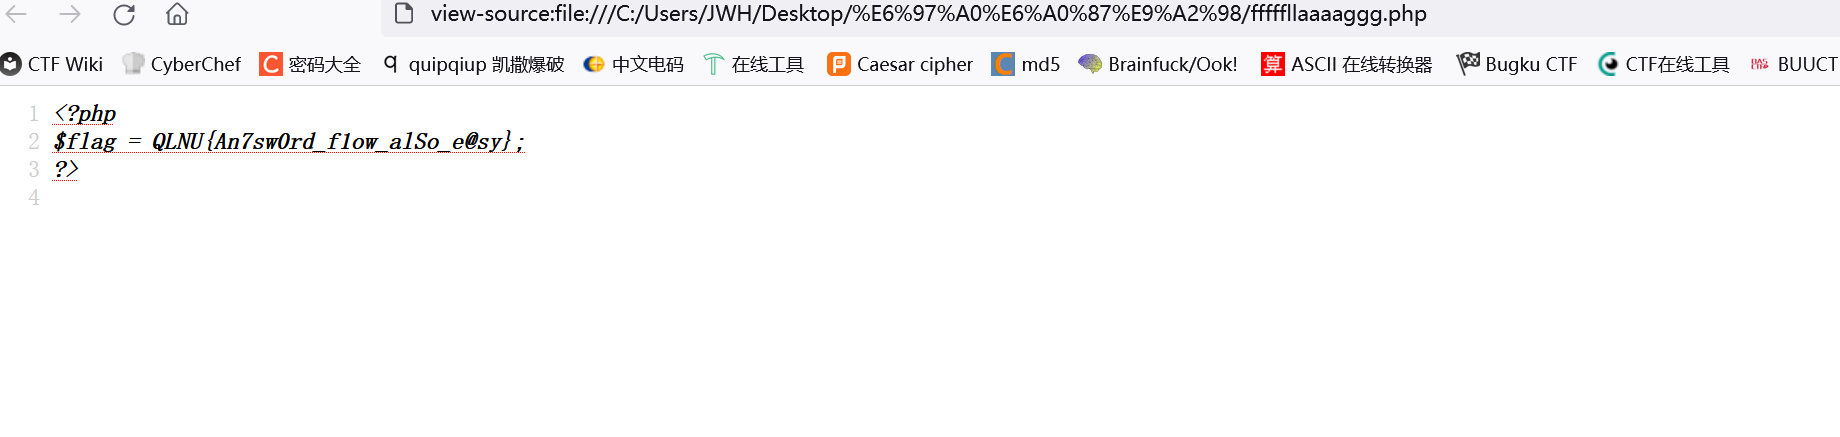 view-source:file:///C:/Users/JWH/Desktop/%E6%97%A0%E6%A0%87%E9%A2%98/fffffllaaaaggg.php
CTF Wiki CyberChef 密码大全 quipqiup 凯撒爆破 中文电码 在线工具 Caesar cipher md5 Brainfuck/Ook! 算 ASCII 在线转换器 Bugku CTF CTF在线工具 BUUCT
1 <?php
2 $flag = QLNU{An7sw0rd_f1ow_alSo_e@sy};
3 ?>
4